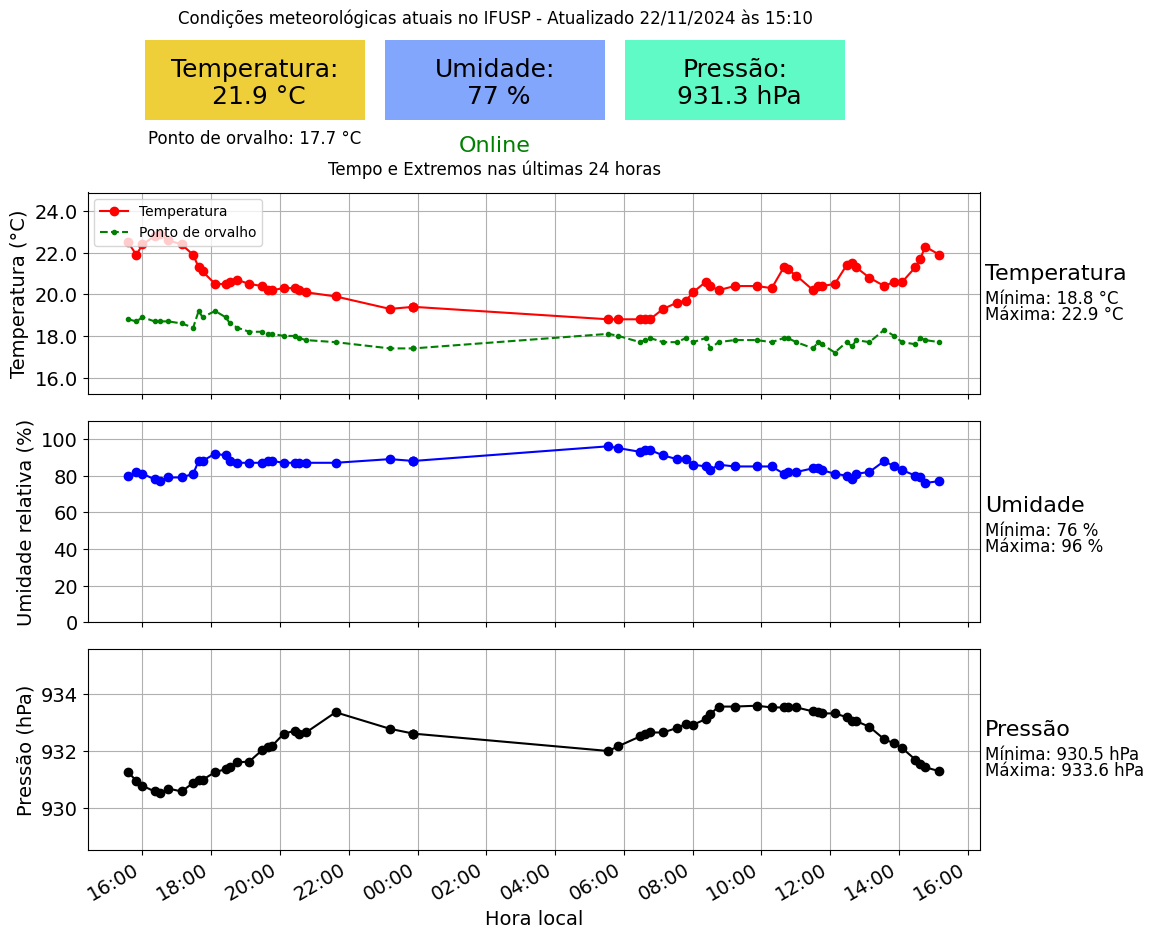 Condições meteorológicas atuais no IFUSP - Atualizado 22/11/2024 às 15:10
Temperatura:
21.9 °C
Umidade:
77 %
Pressão:
931.3 hPa
Ponto de orvalho: 17.7 °C
Online
Tempo e Extremos nas últimas 24 horas
Temperatura (°C)
24.0
22.0
20.0
18.0
16.0
Temperatura
Ponto de orvalho
Temperatura
Mínima: 18.8 °C
Máxima: 22.9 °C
Umidade relativa (%)
100
80
60
40
20
0
Umidade
Mínima: 76 %
Máxima: 96 %
Pressão (hPa)
934
932
930
Pressão
Mínima: 930.5 hPa
Máxima: 933.6 hPa
16:00 18:00 20:00 22:00 00:00 02:00 04:00 06:00 08:00 10:00 12:00 14:00 16:00
Hora local